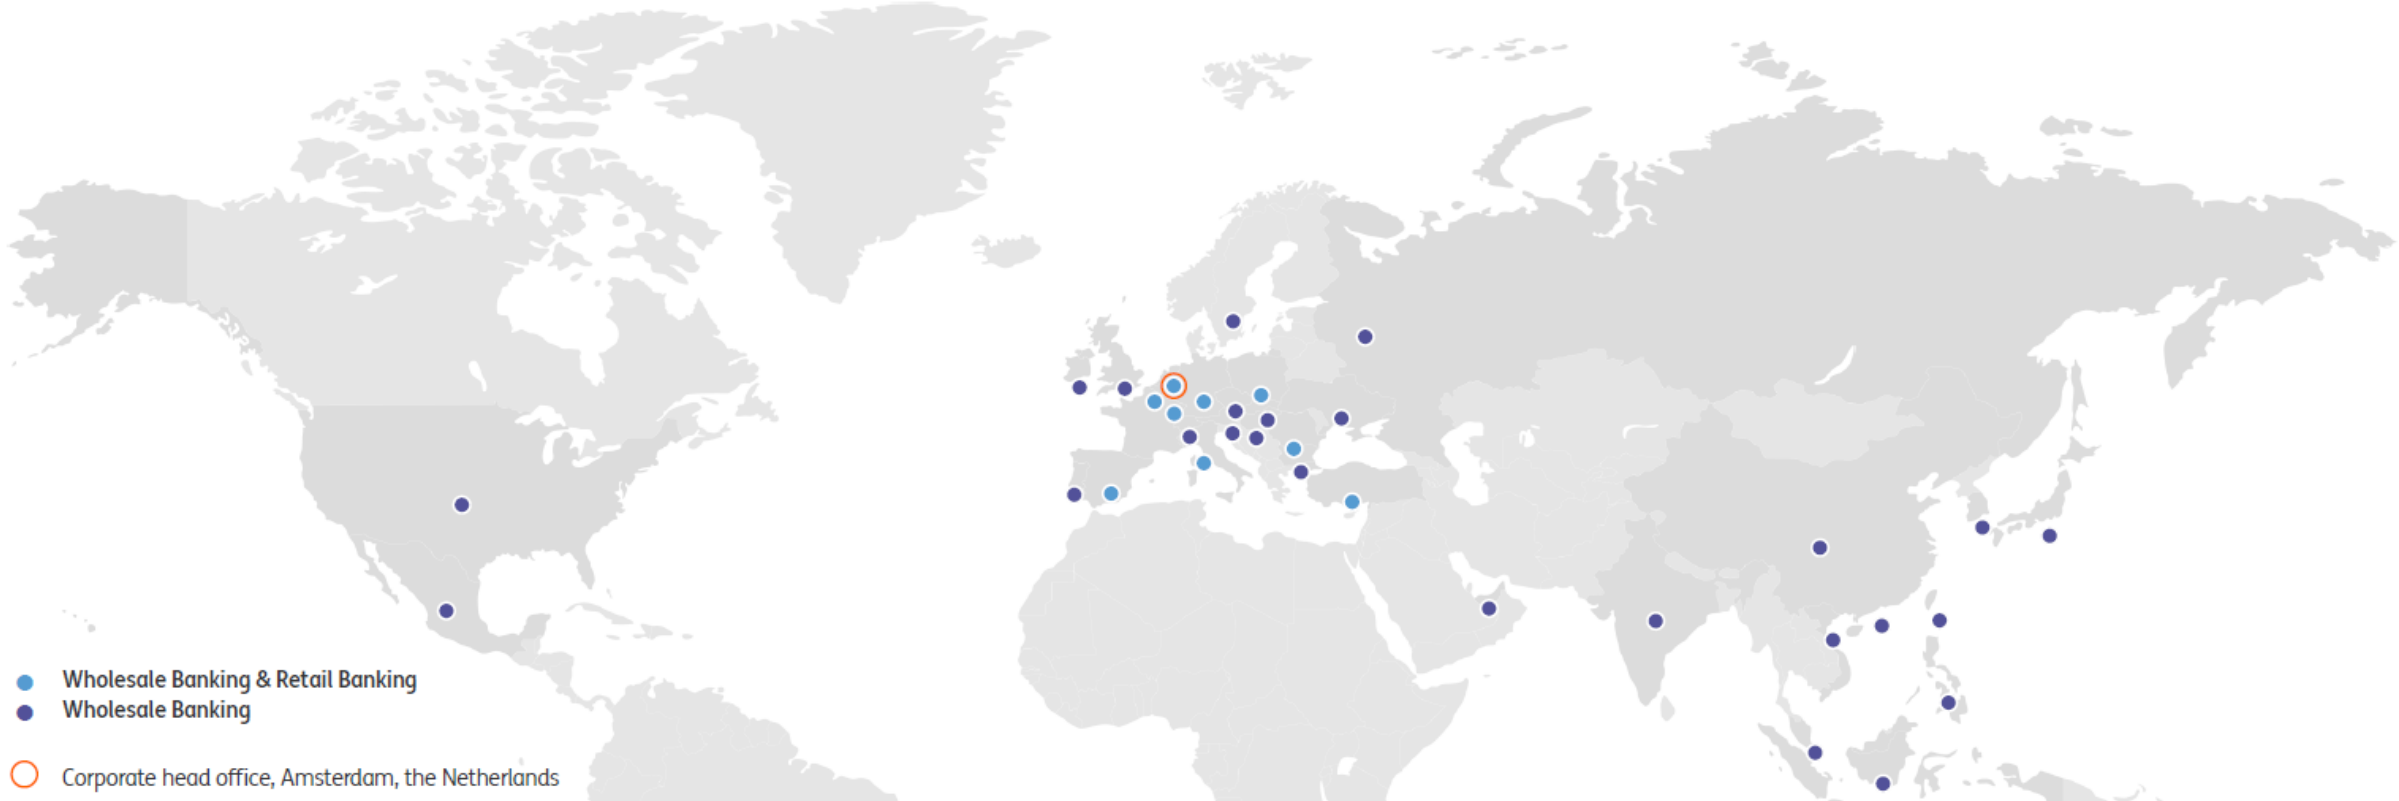 Wholesale Banking & Retail Banking
Wholesale Banking
Corporate head office, Amsterdam, the Netherlands